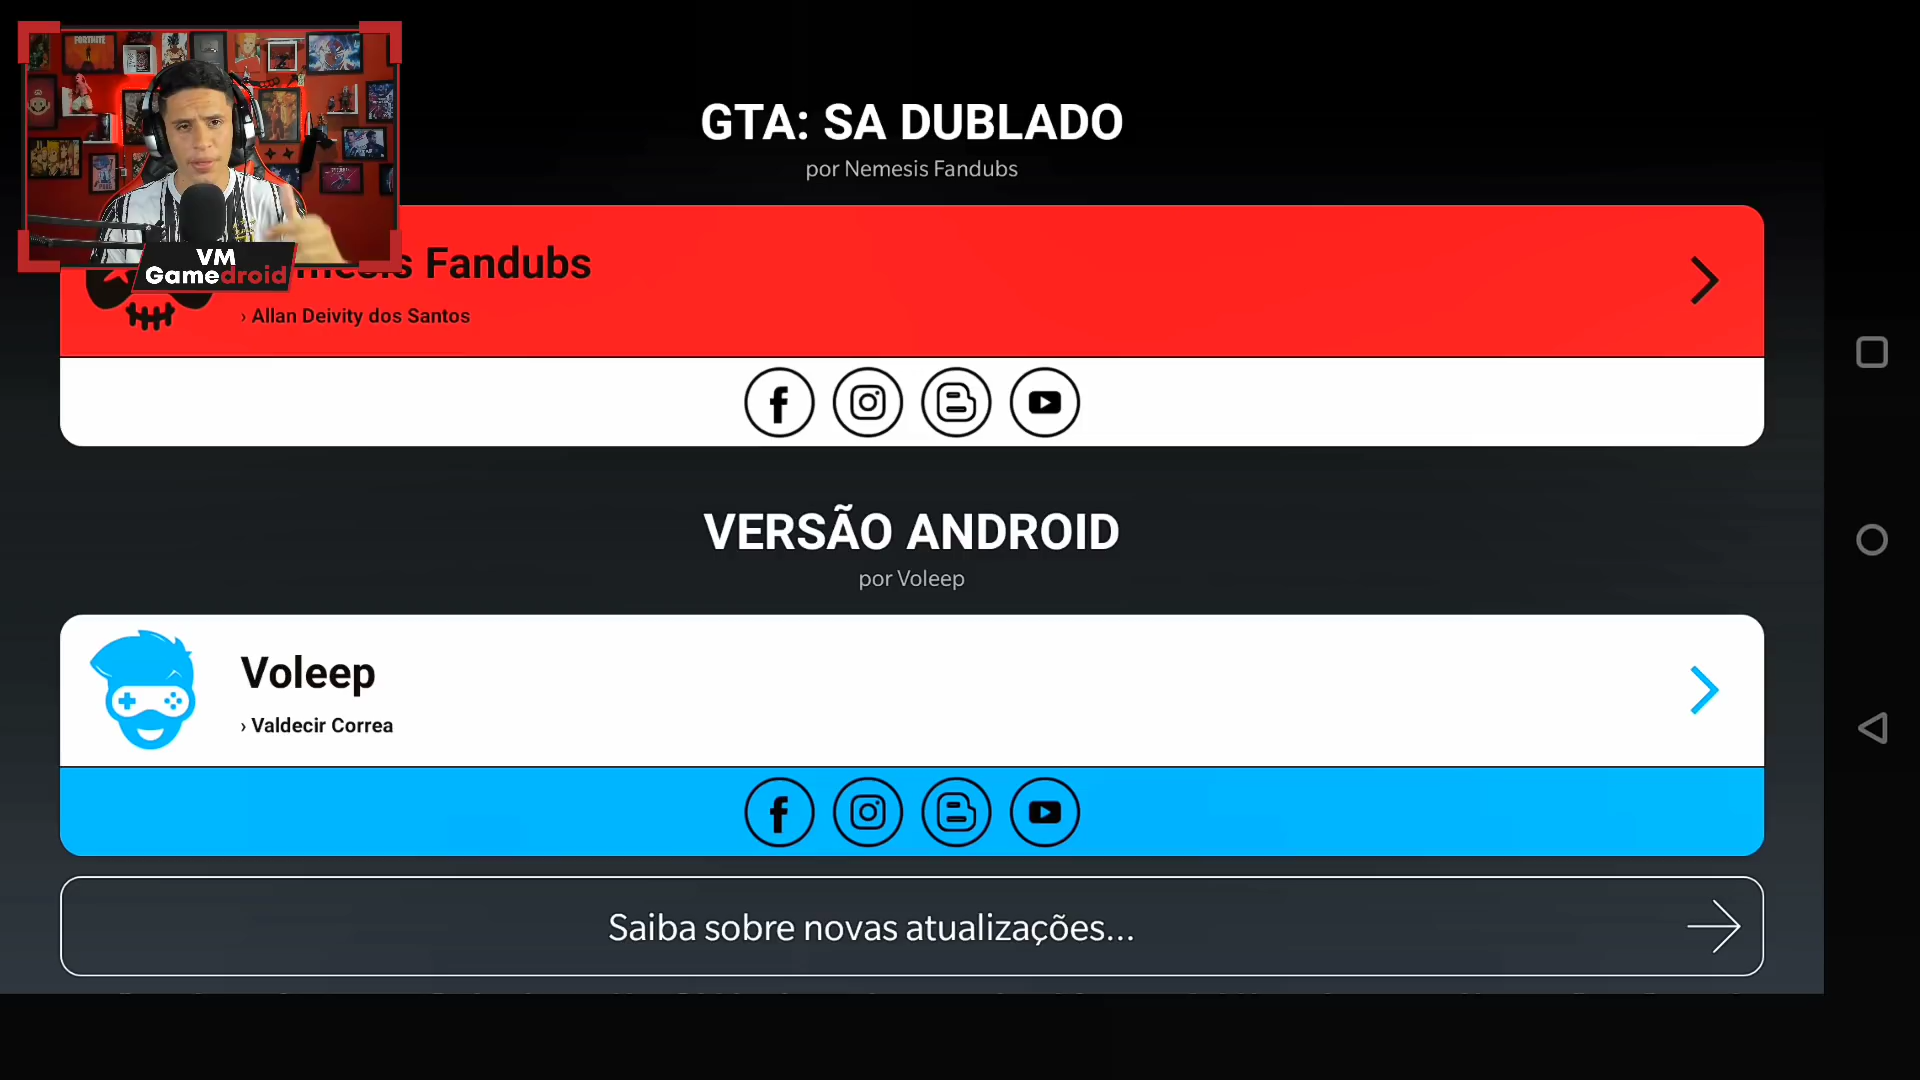 FORTNITE
VM
Gamedroid
GTA: SA DUBLADO
por Nemesis Fandubs
Fandubs
› Allan Deivity dos Santos
VERSÃO ANDROID
por Voleep
Voleep
› Valdecir Correa
Saiba sobre novas atualizações...